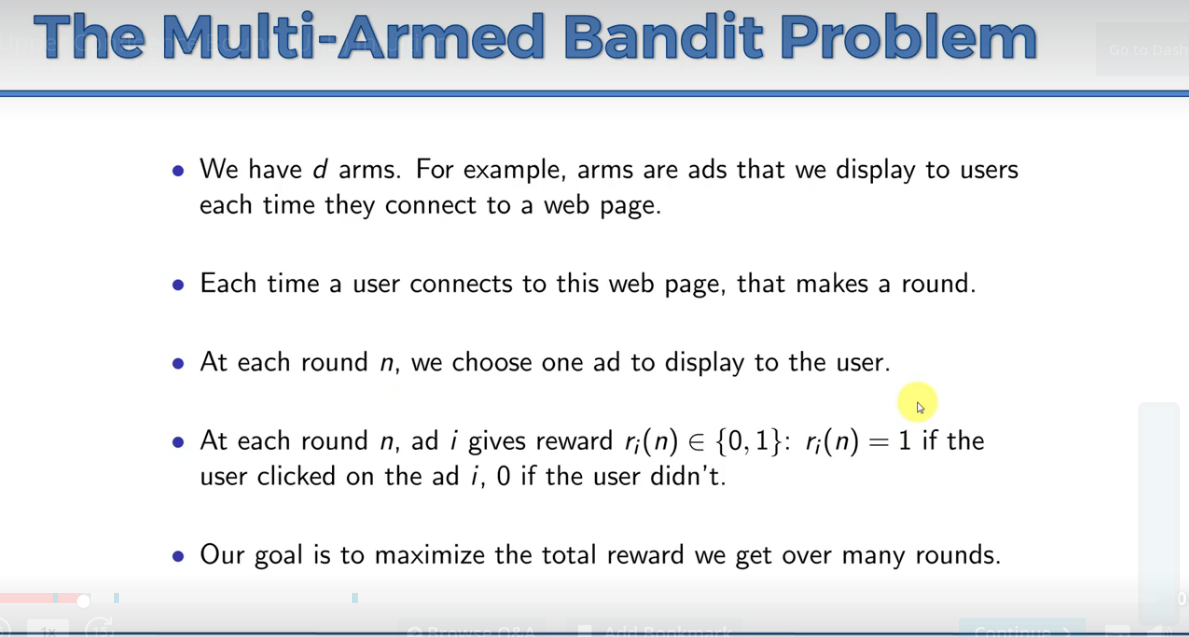 The Multi-Armed Bandit Problem
Go to Dash
• We have d arms. For example, arms are ads that we display to users
each time they connect to a web page.
• Each time a user connects to this web page, that makes a round.
• At each round n, we choose one ad to display to the user.
• At each round n, ad i gives reward rᵢ(n) ∈ {0, 1}: rᵢ(n) = 1 if the
user clicked on the ad i, 0 if the user didn't.
• Our goal is to maximize the total reward we get over many rounds.
0
1x 15
Browse Q&A Add Bookmark Continue